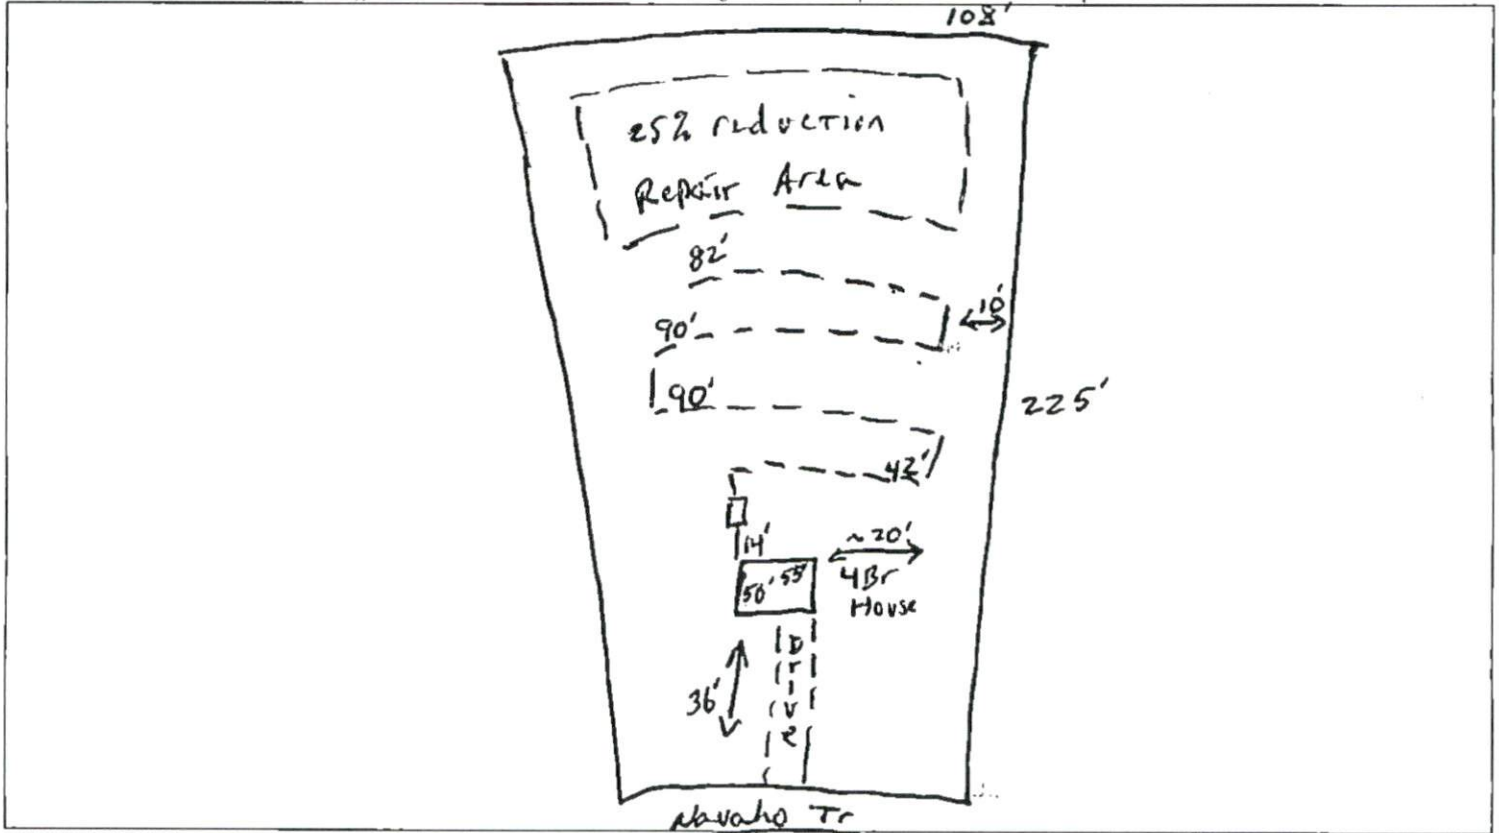 108'
25% reduction
Repair Area
82'
10'
90'
90'
225'
42'
14'
~20'
50' 55'
4Br
House
Drive
36'
Navaho Tr